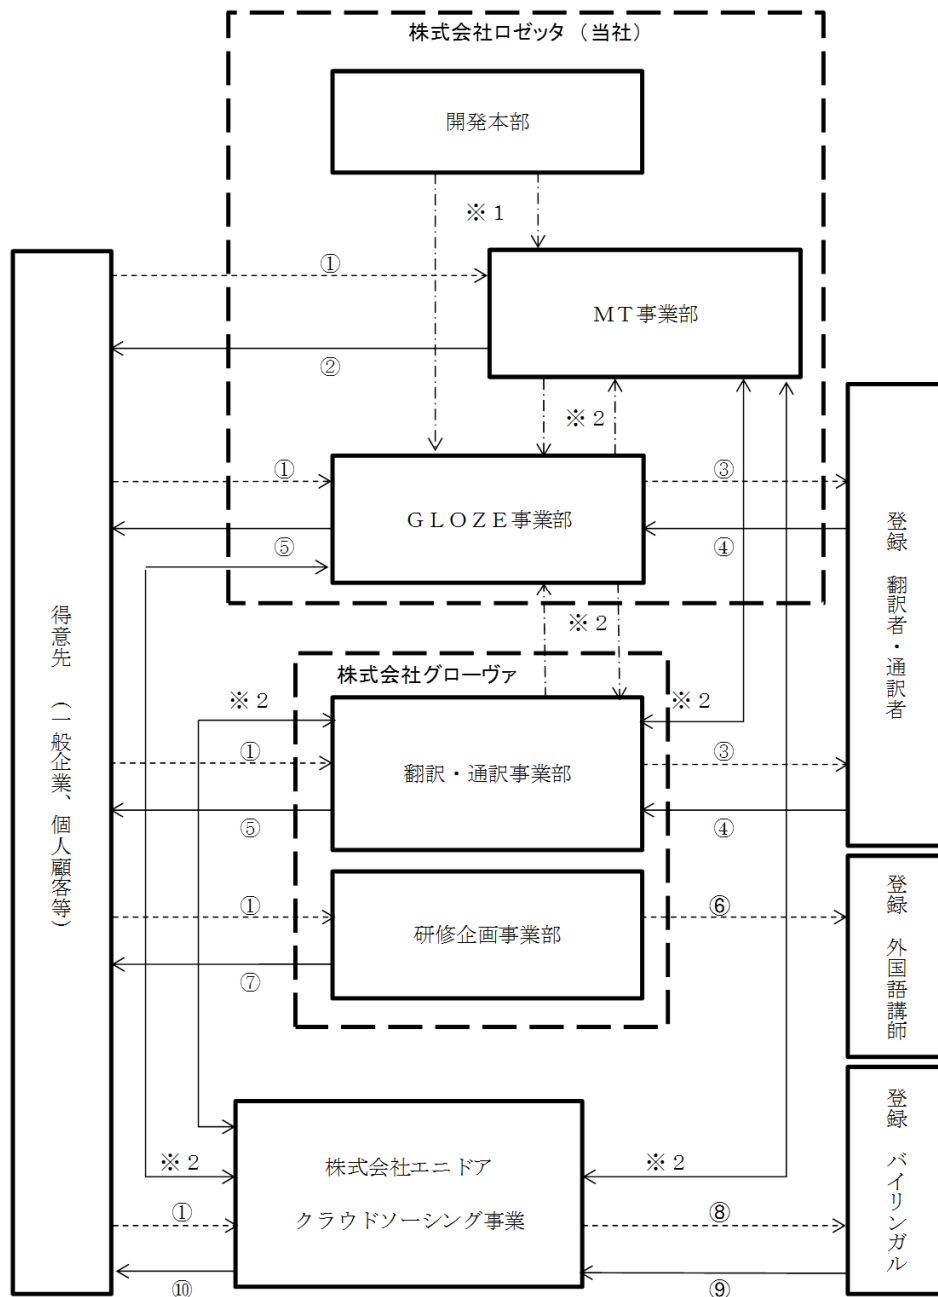 株式会社ロゼッタ（当社）
開発本部
※１
①
ＭＴ事業部
②
※２
①
③
ＧＬＯＺＥ事業部
⑤
④
※２
株式会社グローヴァ
※２
※２
①
③
翻訳・通訳事業部
⑤
④
①
⑥
研修企画事業部
⑦
得意先　（一般企業、個人顧客等）
登録　翻訳者・通訳者
登録　外国語講師
登録　バイリンガル
※２
※２
株式会社エニドア
クラウドソーシング事業
①
⑧
⑩
⑨